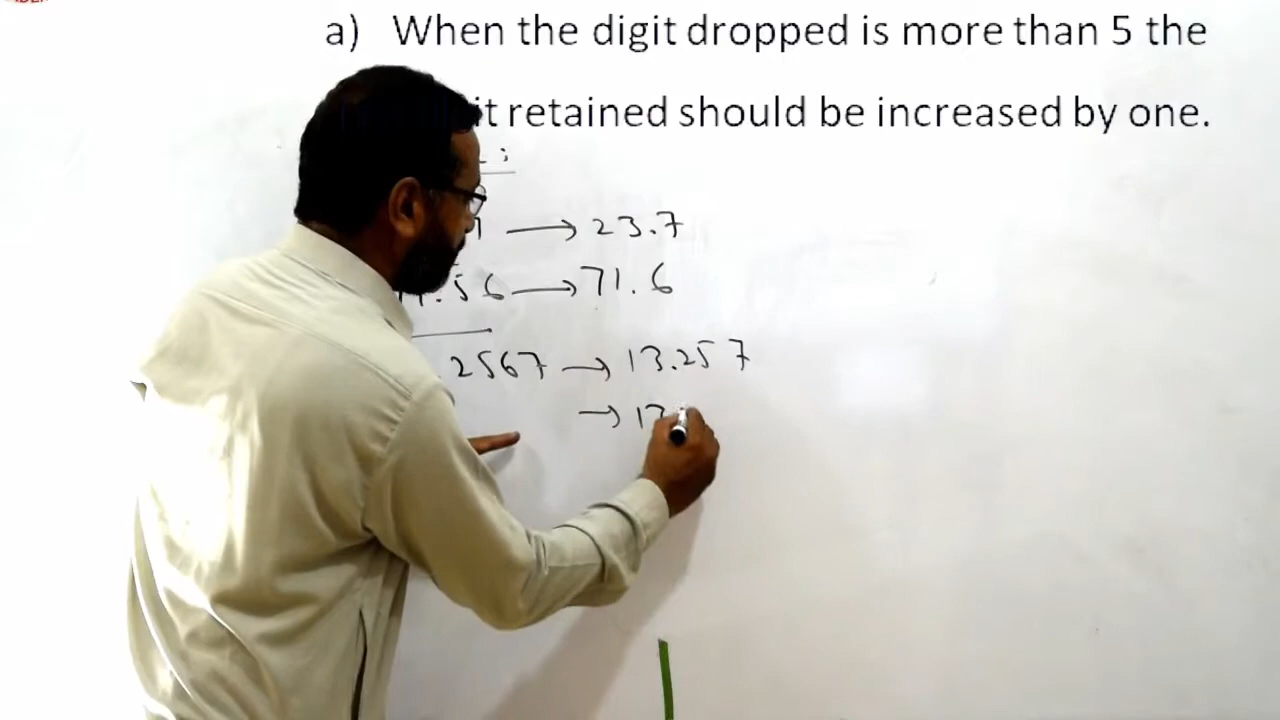 a) When the digit dropped is more than 5 the
retained should be increased by one.
→ 23.7
.56 → 71.6
.2567 → 13.257
→